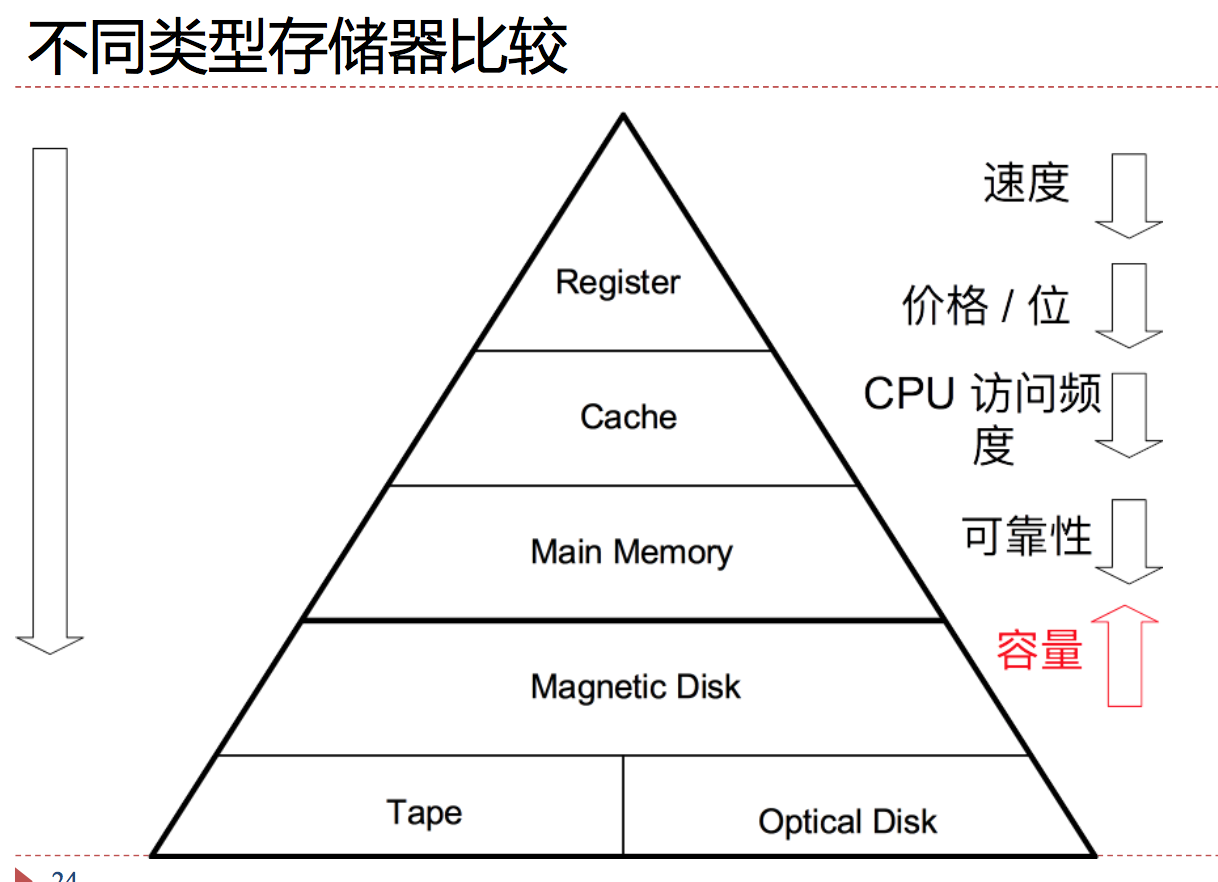 不同类型存储器比较
速度
Register
价格 / 位
CPU 访问频
度
Cache
可靠性
Main Memory
容量
Magnetic Disk
Tape
Optical Disk
24